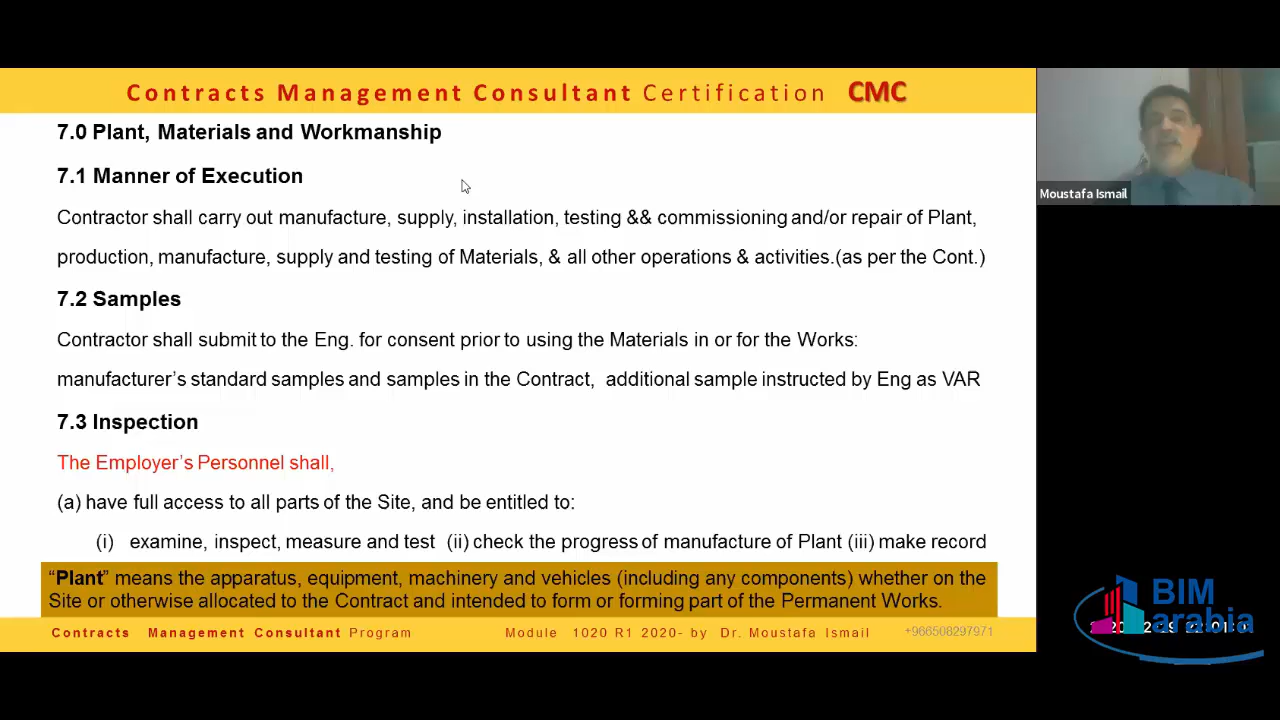 Contracts Management Consultant Certification CMC
7.0 Plant, Materials and Workmanship
7.1 Manner of Execution
Contractor shall carry out manufacture, supply, installation, testing && commissioning and/or repair of Plant,
production, manufacture, supply and testing of Materials, & all other operations & activities.(as per the Cont.)
7.2 Samples
Contractor shall submit to the Eng. for consent prior to using the Materials in or for the Works:
manufacturer's standard samples and samples in the Contract, additional sample instructed by Eng as VAR
7.3 Inspection
The Employer's Personnel shall,
(a) have full access to all parts of the Site, and be entitled to:
(i) examine, inspect, measure and test (ii) check the progress of manufacture of Plant (iii) make record
“Plant” means the apparatus, equipment, machinery and vehicles (including any components) whether on the
Site or otherwise allocated to the Contract and intended to form or forming part of the Permanent Works.
Contracts Management Consultant Program Module 1020 R1 2020- by Dr. Moustafa Ismail +966508297971
Moustafa Ismail
BIM
arabia